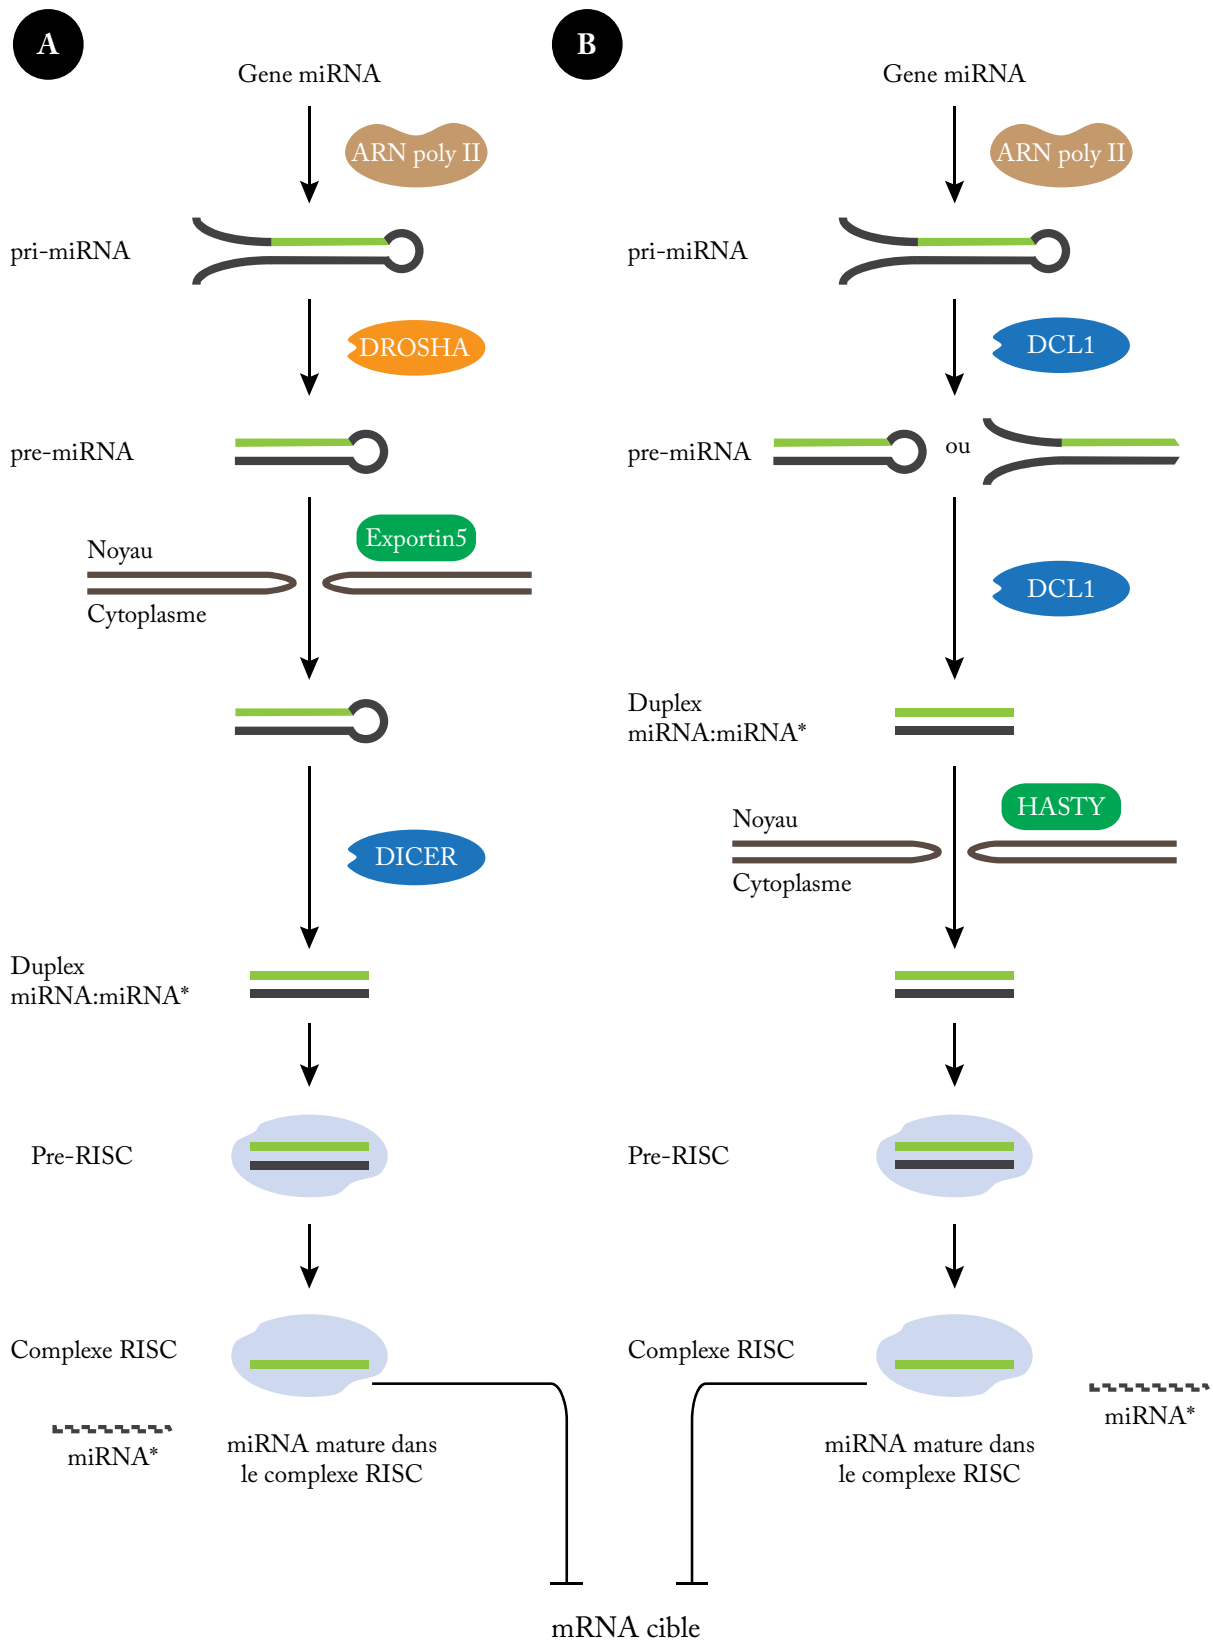 A
Gene miRNA
ARN poly II
pri-miRNA
DROSHA
pre-miRNA
Exportin5
Noyau
Cytoplasme
DICER
Duplex
miRNA:miRNA*
Pre-RISC
Complexe RISC
miRNA*
miRNA mature dans
le complexe RISC
B
Gene miRNA
ARN poly II
pri-miRNA
DCL1
pre-miRNA
ou
DCL1
Duplex
miRNA:miRNA*
HASTY
Noyau
Cytoplasme
Pre-RISC
Complexe RISC
miRNA*
miRNA mature dans
le complexe RISC
mRNA cible